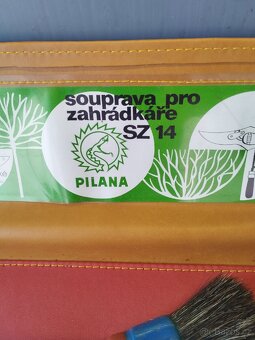 souprava pro
zahrádkáře
SZ 14
PILANA